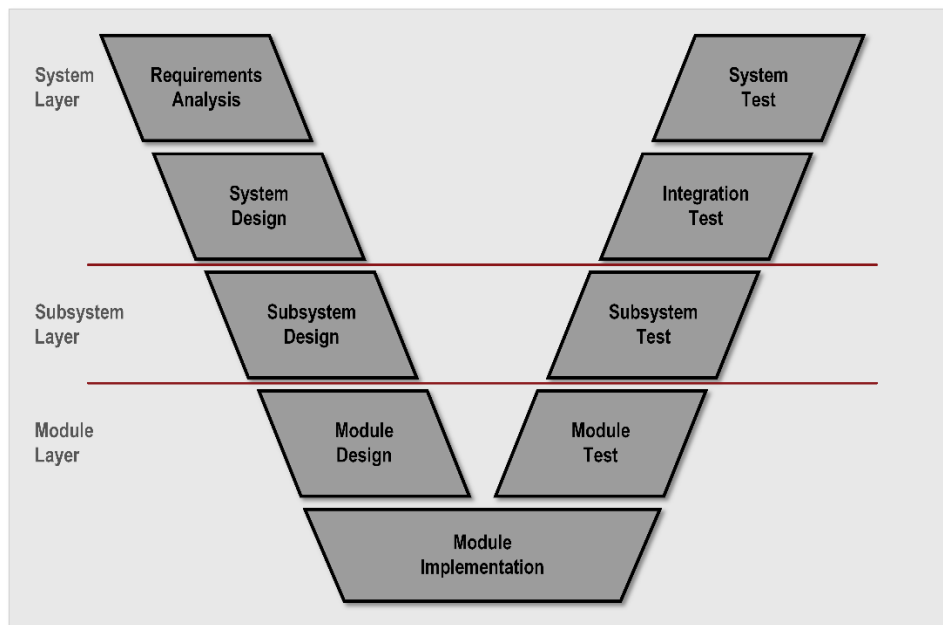 System
Layer
Requirements
Analysis
System
Test
System
Design
Integration
Test
Subsystem
Layer
Subsystem
Design
Subsystem
Test
Module
Layer
Module
Design
Module
Test
Module
Implementation